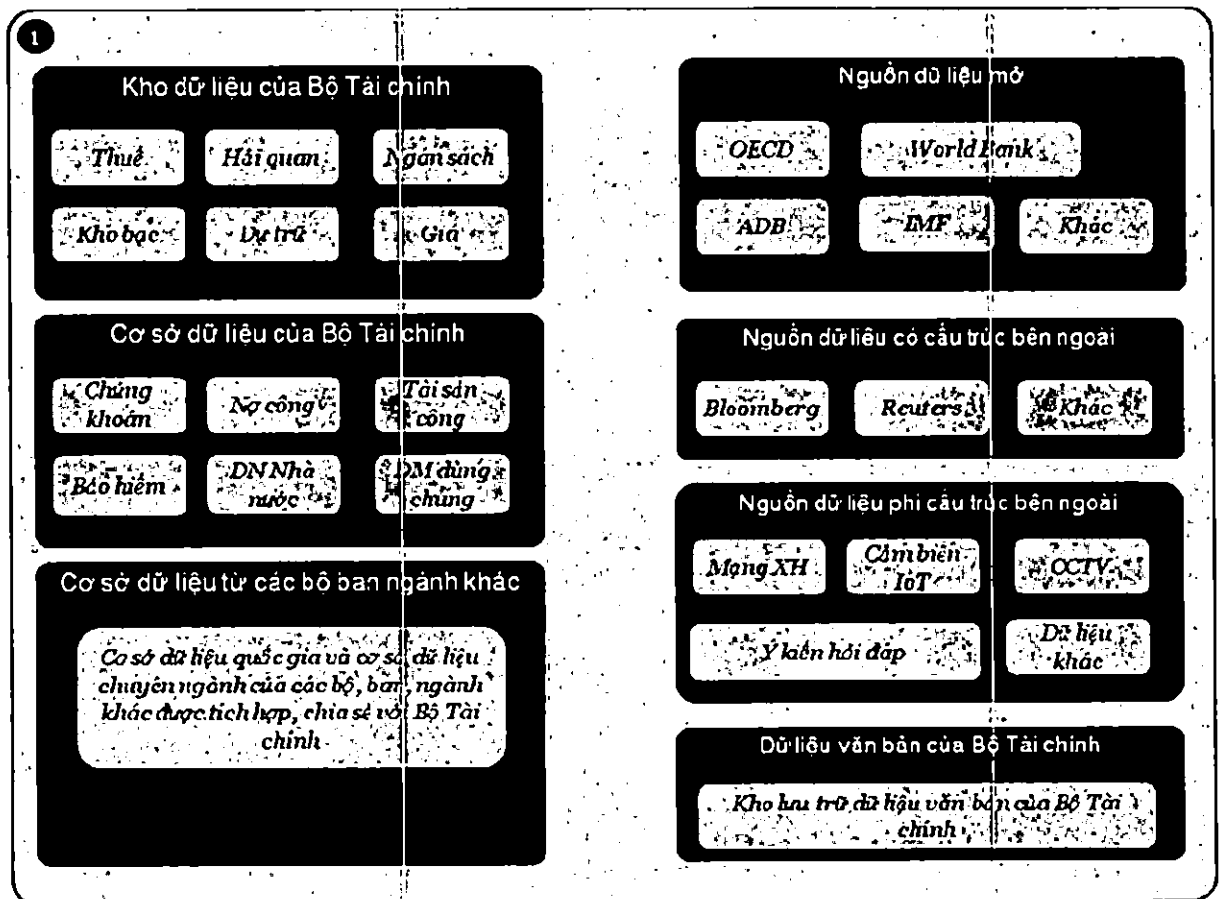 1
Kho dữ liệu của Bộ Tài chính
Thuế
Hải quan
Ngân sách
Kho bạc
Dự trữ
Giá
Cơ sở dữ liệu của Bộ Tài chính
Chứng
khoán
Nợ công
Tài sản
công
Bảo hiểm
DN Nhà
nước
DM dùng
chung
Cơ sở dữ liệu từ các bộ ban ngành khác
Cơ sở dữ liệu quốc gia và cơ sở dữ liệu
chuyên ngành của các bộ, ban, ngành
khác được tích hợp, chia sẻ với Bộ Tài
chính
Nguồn dữ liệu mở
OECD
World Bank
ADB
IMF
Khác
Nguồn dữ liệu có cấu trúc bên ngoài
Bloomberg
Reuters
Khác
Nguồn dữ liệu phi cấu trúc bên ngoài
Mạng XH
Cảm biến
IoT
CCTV
Ý kiến hỏi đáp
Dữ liệu
khác
Dữ liệu văn bản của Bộ Tài chính
Kho lưu trữ dữ liệu văn bản của Bộ Tài
chính